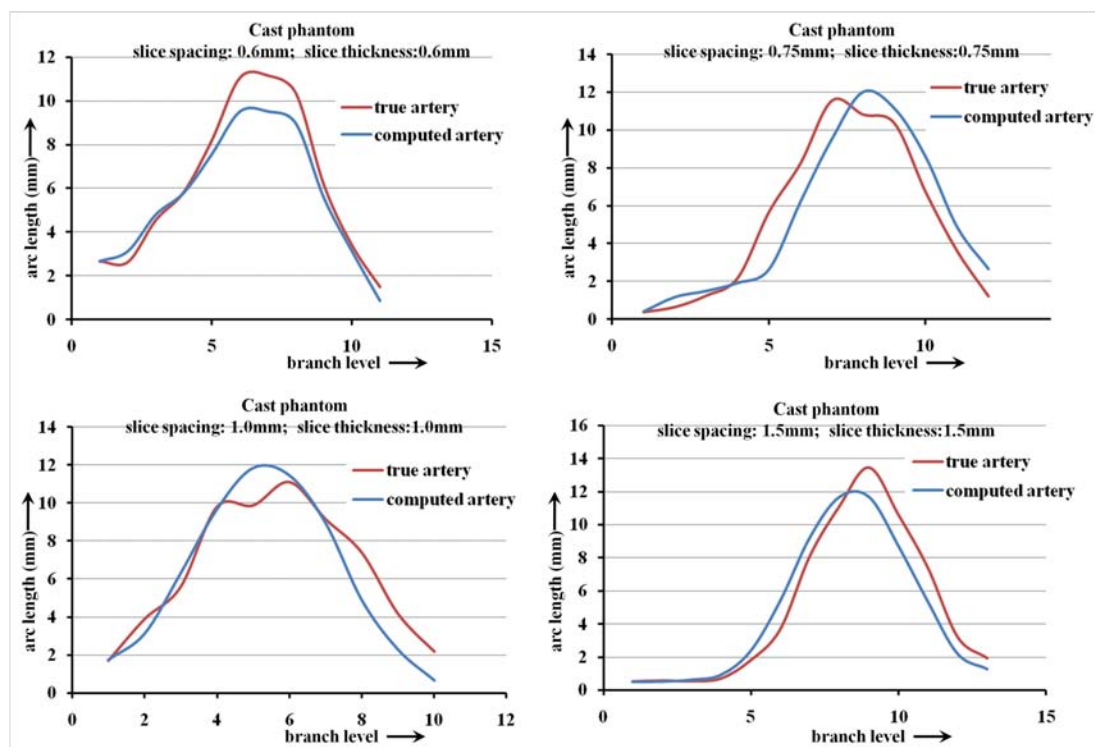 Cast phantom
slice spacing: 0.6mm;  slice thickness:0.6mm
12
10
8
6
4
2
0
arc length (mm)
true artery
computed artery
0
5
10
15
branch level
Cast phantom
slice spacing: 0.75mm;  slice thickness:0.75mm
14
12
10
8
6
4
2
0
arc length (mm)
true artery
computed artery
0
5
10
branch level
Cast phantom
slice spacing: 1.0mm;  slice thickness:1.0mm
14
12
10
8
6
4
2
0
arc length (mm)
true artery
computed artery
0
2
4
6
8
10
12
branch level
Cast phantom
slice spacing: 1.5mm;  slice thickness:1.5mm
16
14
12
10
8
6
4
2
0
arc length (mm)
true artery
computed artery
0
5
10
15
branch level